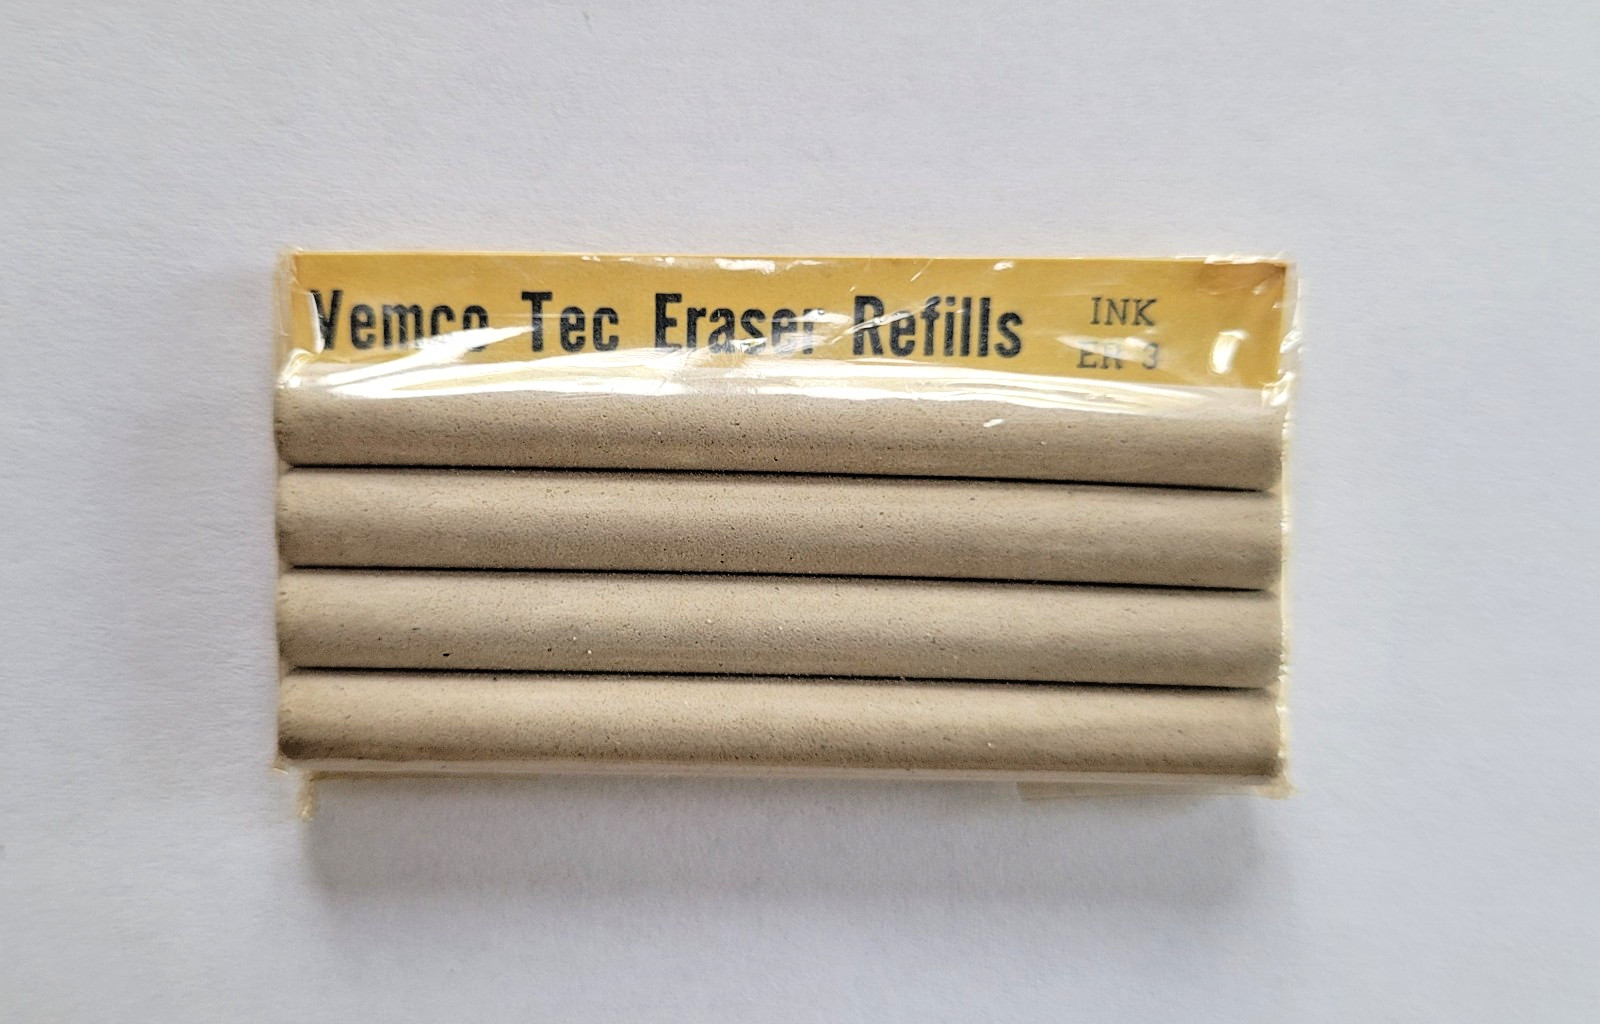 Vemco Tec Eraser Refills
INK
ER 3